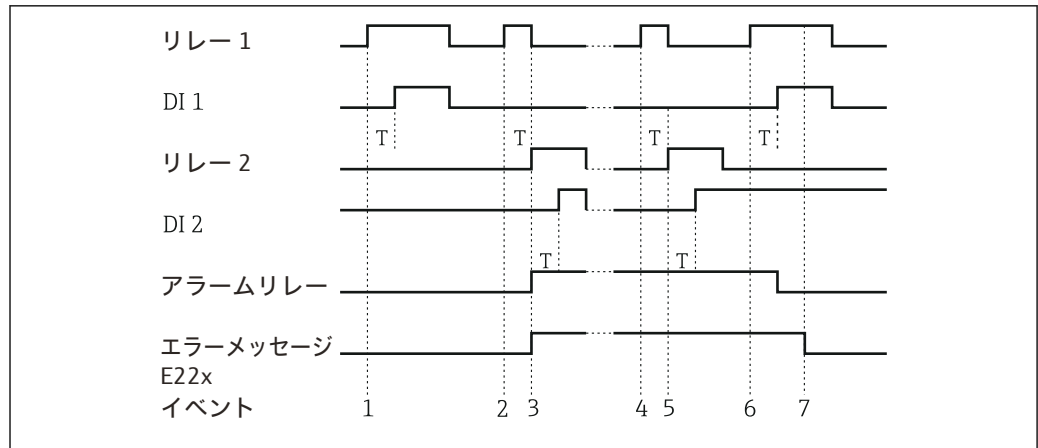 リレー 1
DI 1
T T T T
リレー 2
DI 2
T T
アラームリレー
エラーメッセージ
E22x
イベント 1 2 3 4 5 6 7